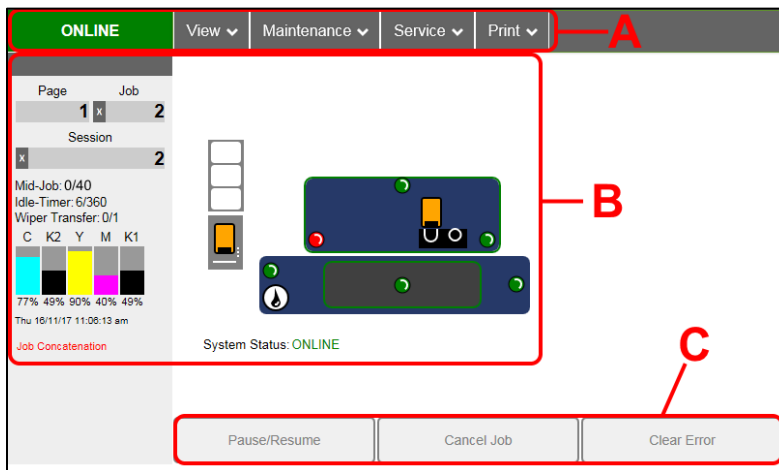 ONLINE View Maintenance Service Print A
Page Job
1 x 2
Session
x 2
Mid-Job: 0/40
Idle-Timer: 6/360
Wiper Transfer: 0/1
C K2 Y M K1
77% 49% 90% 40% 49%
Thu 16/11/17 11:06:13 am
Job Concatenation
System Status: ONLINE
B
C
Pause/Resume Cancel Job Clear Error